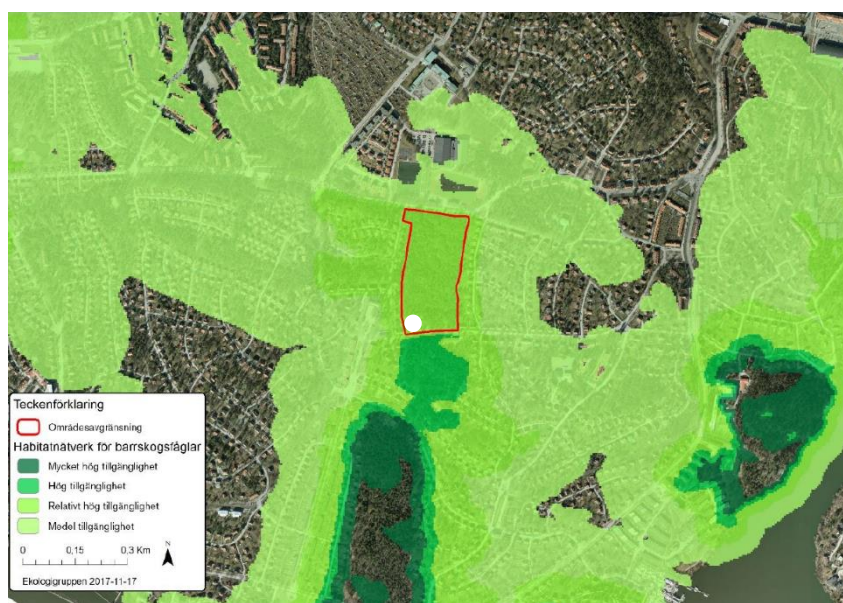 Teckenförklaring
Områdesavgränsning
Habitatnätverk för barrskogsfåglar
Mycket hög tillgänglighet
Hög tillgänglighet
Relativt hög tillgänglighet
Medel tillgänglighet
0 0,15 0,3 Km N
Ekologigruppen 2017-11-17